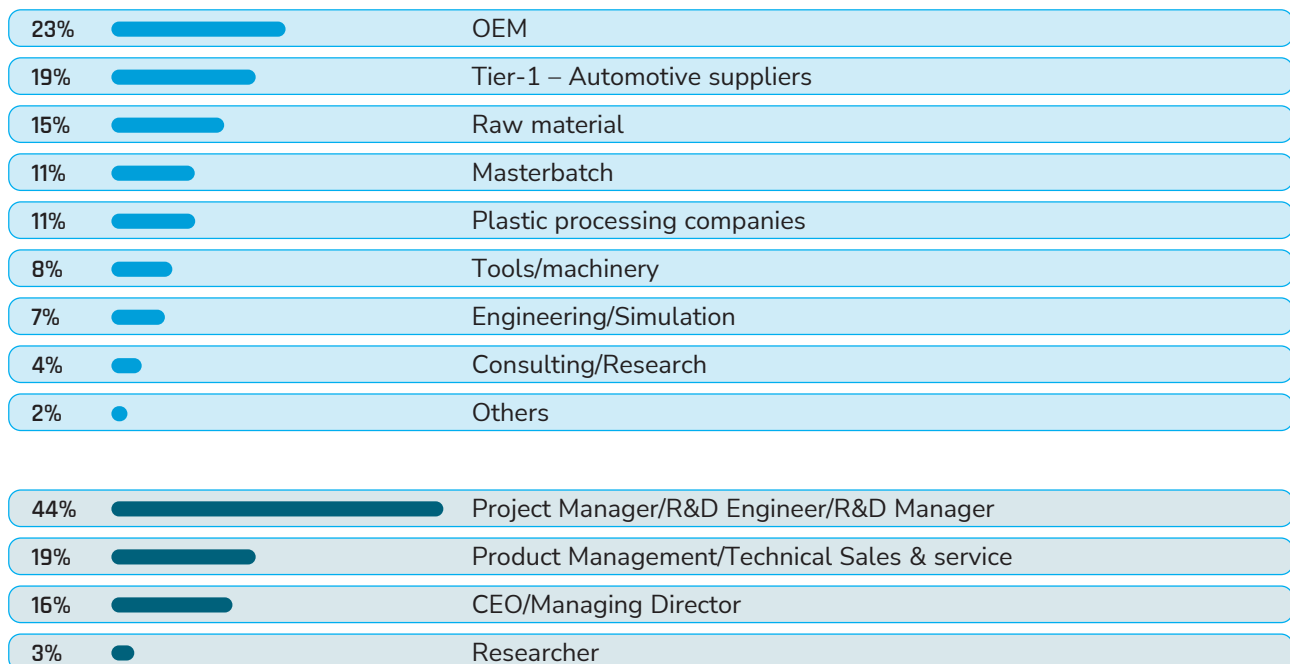 23% OEM
19% Tier-1 – Automotive suppliers
15% Raw material
11% Masterbatch
11% Plastic processing companies
8% Tools/machinery
7% Engineering/Simulation
4% Consulting/Research
2% Others
44% Project Manager/R&D Engineer/R&D Manager
19% Product Management/Technical Sales & service
16% CEO/Managing Director
3% Researcher